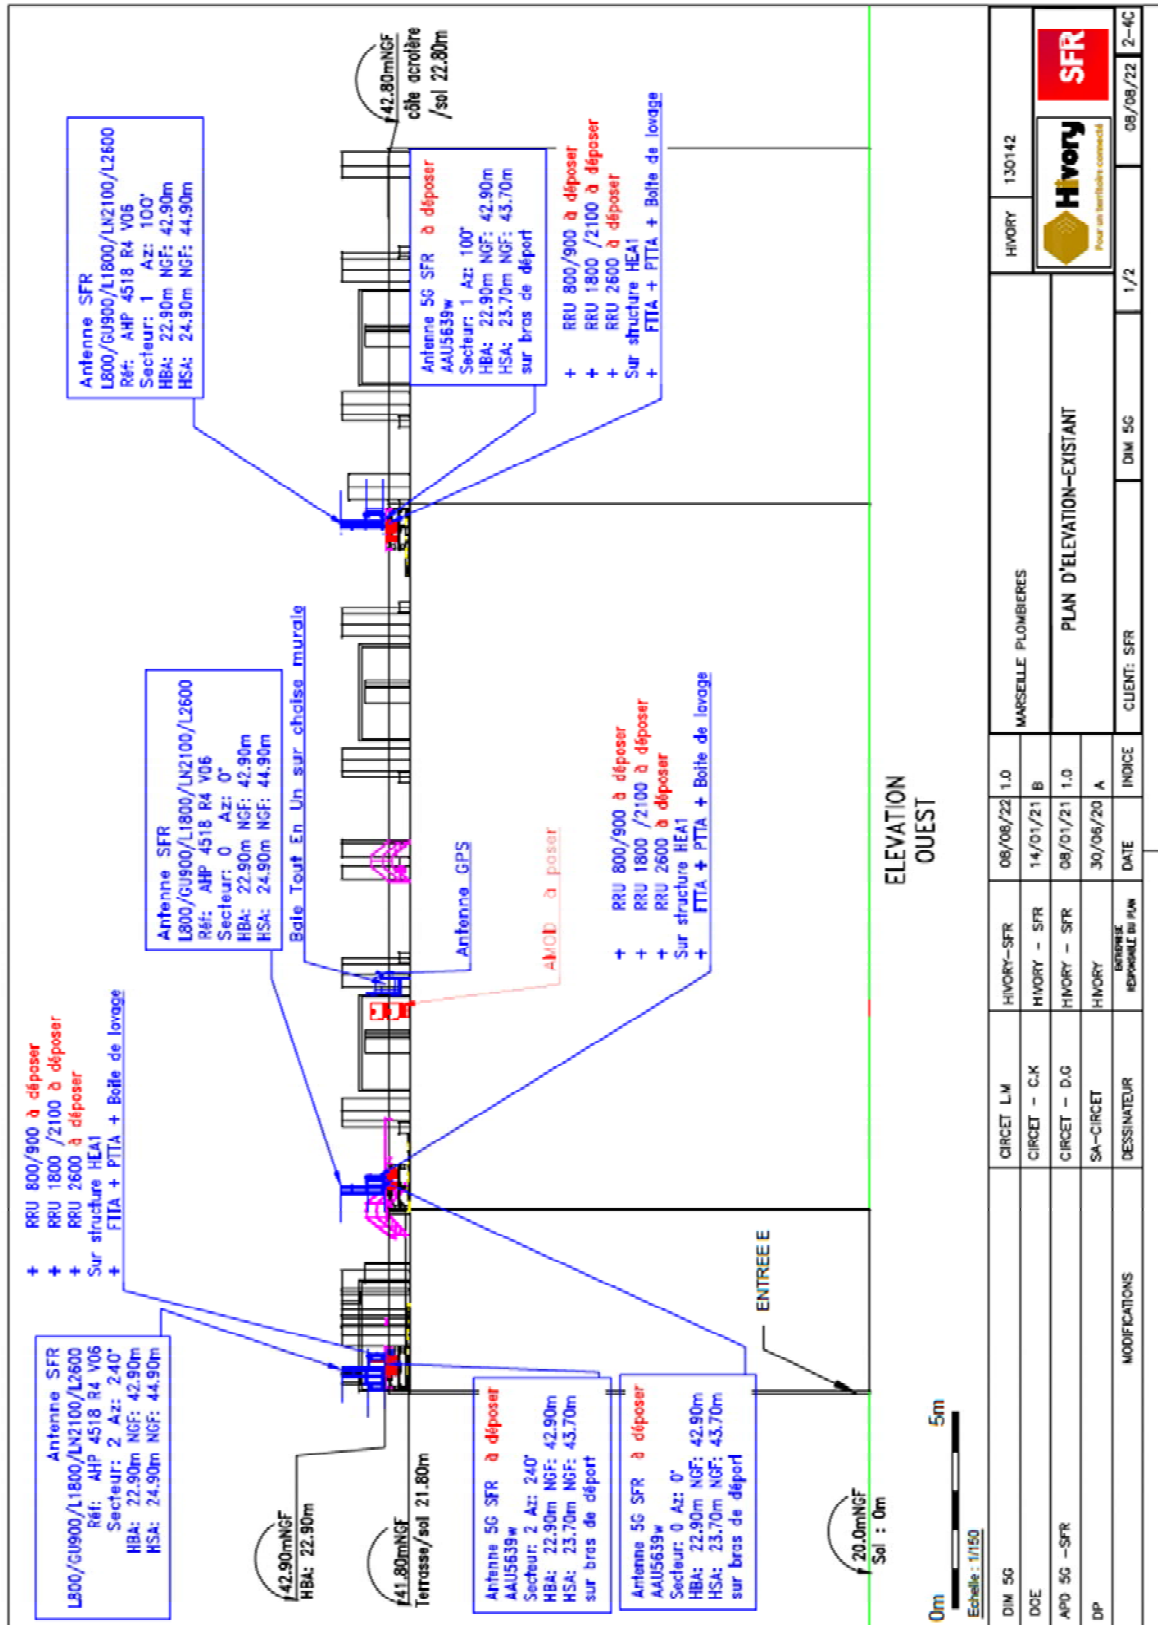 Antenne SFR
L800/GU900/L1800/LN2100/L2600
Réf: AHP 4518 R4 V06
Secteur: 2 Az: 240°
HBA: 22.90m NGF: 42.90m
HSA: 24.90m NGF: 44.90m
+ RRU 800/900 à déposer
+ RRU 1800 /2100 à déposer
+ RRU 2600 à déposer
Sur structure HEA1
+ FTTA + PTTA + Boîte de lovage
Antenne SFR
L800/GU900/L1800/LN2100/L2600
Réf: AHP 4518 R4 V06
Secteur: 0 Az: 0°
HBA: 22.90m NGF: 42.90m
HSA: 24.90m NGF: 44.90m
Baie Tout En Un sur chaise murale
Antenne SFR
L800/GU900/L1800/LN2100/L2600
Réf: AHP 4518 R4 V06
Secteur: 1 Az: 100°
HBA: 22.90m NGF: 42.90m
HSA: 24.90m NGF: 44.90m
42.80mNGF
côte acrotère
/sol 22.80m
42.90mNGF
HBA: 22.90m
41.80mNGF
Terrasse/sol 21.80m
Antenne 5G SFR à déposer
AAU5639w
Secteur: 2 Az: 240°
HBA: 22.90m NGF: 42.90m
HSA: 23.70m NGF: 43.70m
sur bras de déport
Antenne 5G SFR à déposer
AAU5639w
Secteur: 0 Az: 0°
HBA: 22.90m NGF: 42.90m
HSA: 23.70m NGF: 43.70m
sur bras de déport
Antenne GPS
AMOD à poser
+ RRU 800/900 à déposer
+ RRU 1800 /2100 à déposer
+ RRU 2600 à déposer
Sur structure HEA1
+ FTTA + PTTA + Boîte de lovage
Antenne 5G SFR à déposer
AAU5639w
Secteur: 1 Az: 100°
HBA: 22.90m NGF: 42.90m
HSA: 23.70m NGF: 43.70m
sur bras de déport
+ RRU 800/900 à déposer
+ RRU 1800 /2100 à déposer
+ RRU 2600 à déposer
Sur structure HEA1
+ FTTA + PTTA + Boîte de lovage
ENTREE E
20.0mNGF
Sol : 0m
ELEVATION
OUEST
0m 5m
Echelle: 1/150
DIM 5G CIRCET L.M HIVORY-SFR 08/08/22 1.0
DCE CIRCET - C.K HIVORY - SFR 14/01/21 B
APD 5G -SFR CIRCET - D.G HIVORY - SFR 08/01/21 1.0
DP SA-CIRCET HIVORY 30/06/20 A
MODIFICATIONS DESSINATEUR ENTREPRISE RESPONSABLE DU PLAN DATE INDICE
MARSEILLE PLOMBIERES
HIVORY 130142
PLAN D'ELEVATION-EXISTANT
Hivory
Pour un territoire connecté
SFR
CLIENT: SFR DIM 5G 1/2 08/08/22 2-4C